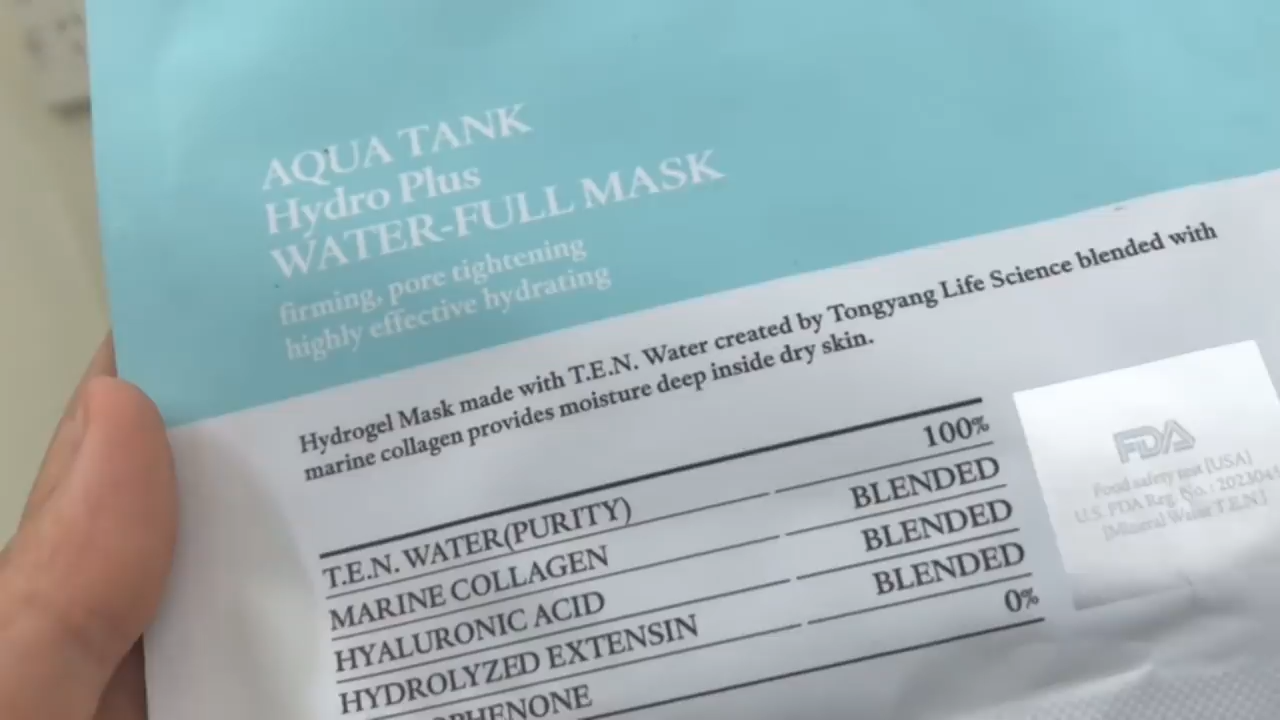 AQUA TANK
Hydro Plus
WATER-FULL MASK
firming, pore tightening
highly effective hydrating
Hydrogel Mask made with T.E.N. Water created by Tongyang Life Science blended with
marine collagen provides moisture deep inside dry skin.
T.E.N. WATER(PURITY) 100%
MARINE COLLAGEN BLENDED
HYALURONIC ACID BLENDED
HYDROLYZED EXTENSIN BLENDED
0%
FDA
Food safety test [USA]
U.S. FDA Reg. No. :
[Mineral Water T.E.N.]